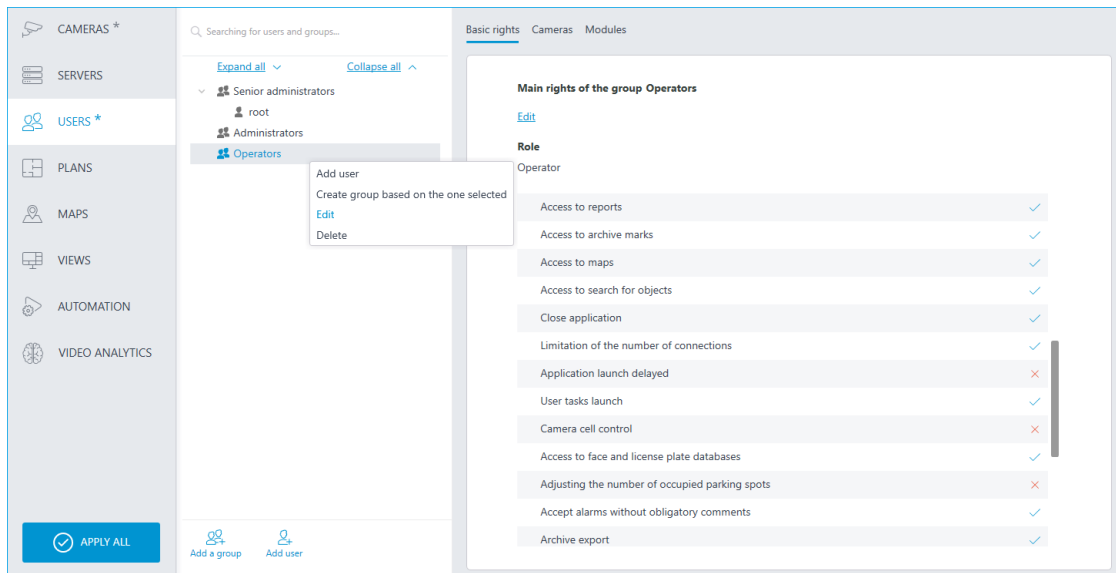 CAMERAS *
SERVERS
USERS *
PLANS
MAPS
VIEWS
AUTOMATION
VIDEO ANALYTICS
APPLY ALL
Searching for users and groups...
Expand all Collapse all
Senior administrators
root
Administrators
Operators
Add user
Create group based on the one selected
Edit
Delete
Add a group Add user
Basic rights Cameras Modules
Main rights of the group Operators
Edit
Role
Operator
Access to reports
Access to archive marks
Access to maps
Access to search for objects
Close application
Limitation of the number of connections
Application launch delayed
User tasks launch
Camera cell control
Access to face and license plate databases
Adjusting the number of occupied parking spots
Accept alarms without obligatory comments
Archive export